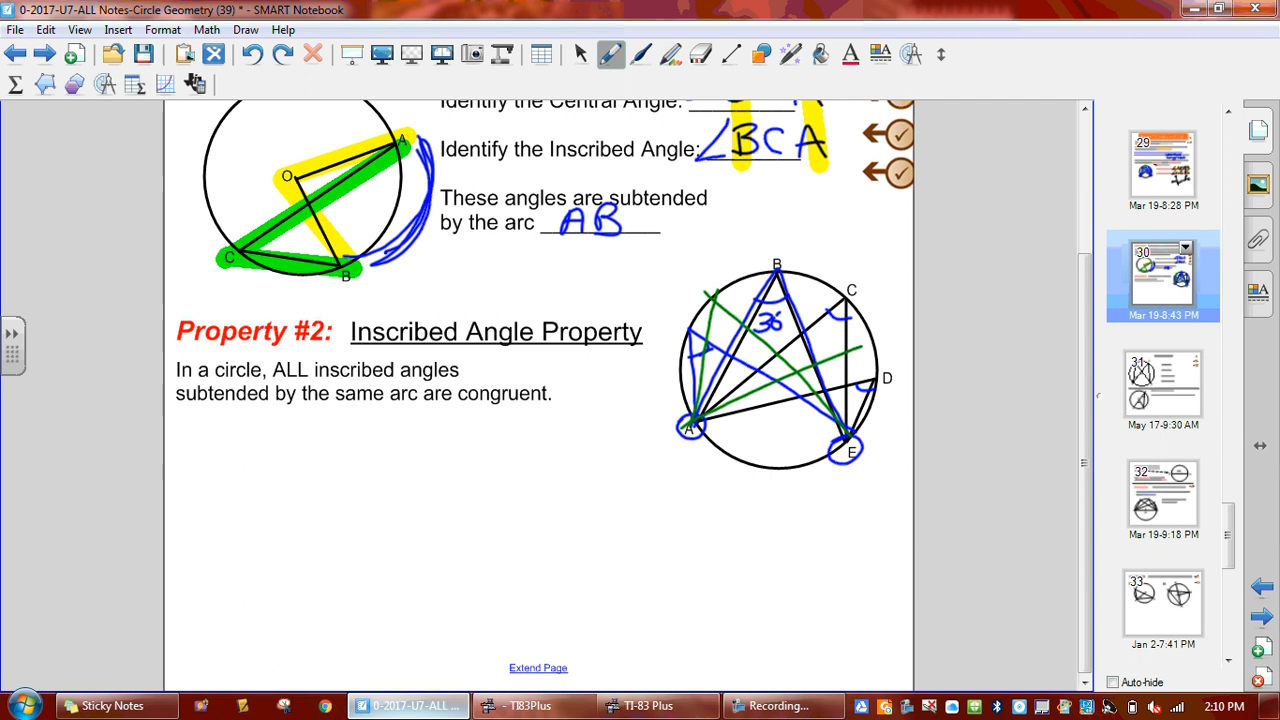 0-2017-U7-ALL Notes-Circle Geometry (39) * - SMART Notebook
File Edit View Insert Format Math Draw Help
Identify the Central Angle:
Identify the Inscribed Angle: ∠BCA
These angles are subtended
by the arc AB
A
O
C
B
Property #2: Inscribed Angle Property
In a circle, ALL inscribed angles
subtended by the same arc are congruent.
B
C
36
D
A
E
Extend Page
29
Mar 19-8:28 PM
30
Mar 19-8:43 PM
31
May 17-9:30 AM
32
Mar 19-9:18 PM
33
Jan 2-7:41 PM
Auto-hide
Sticky Notes
0-2017-U7-ALL ...
- TI83Plus
TI-83 Plus
Recording...
2:10 PM